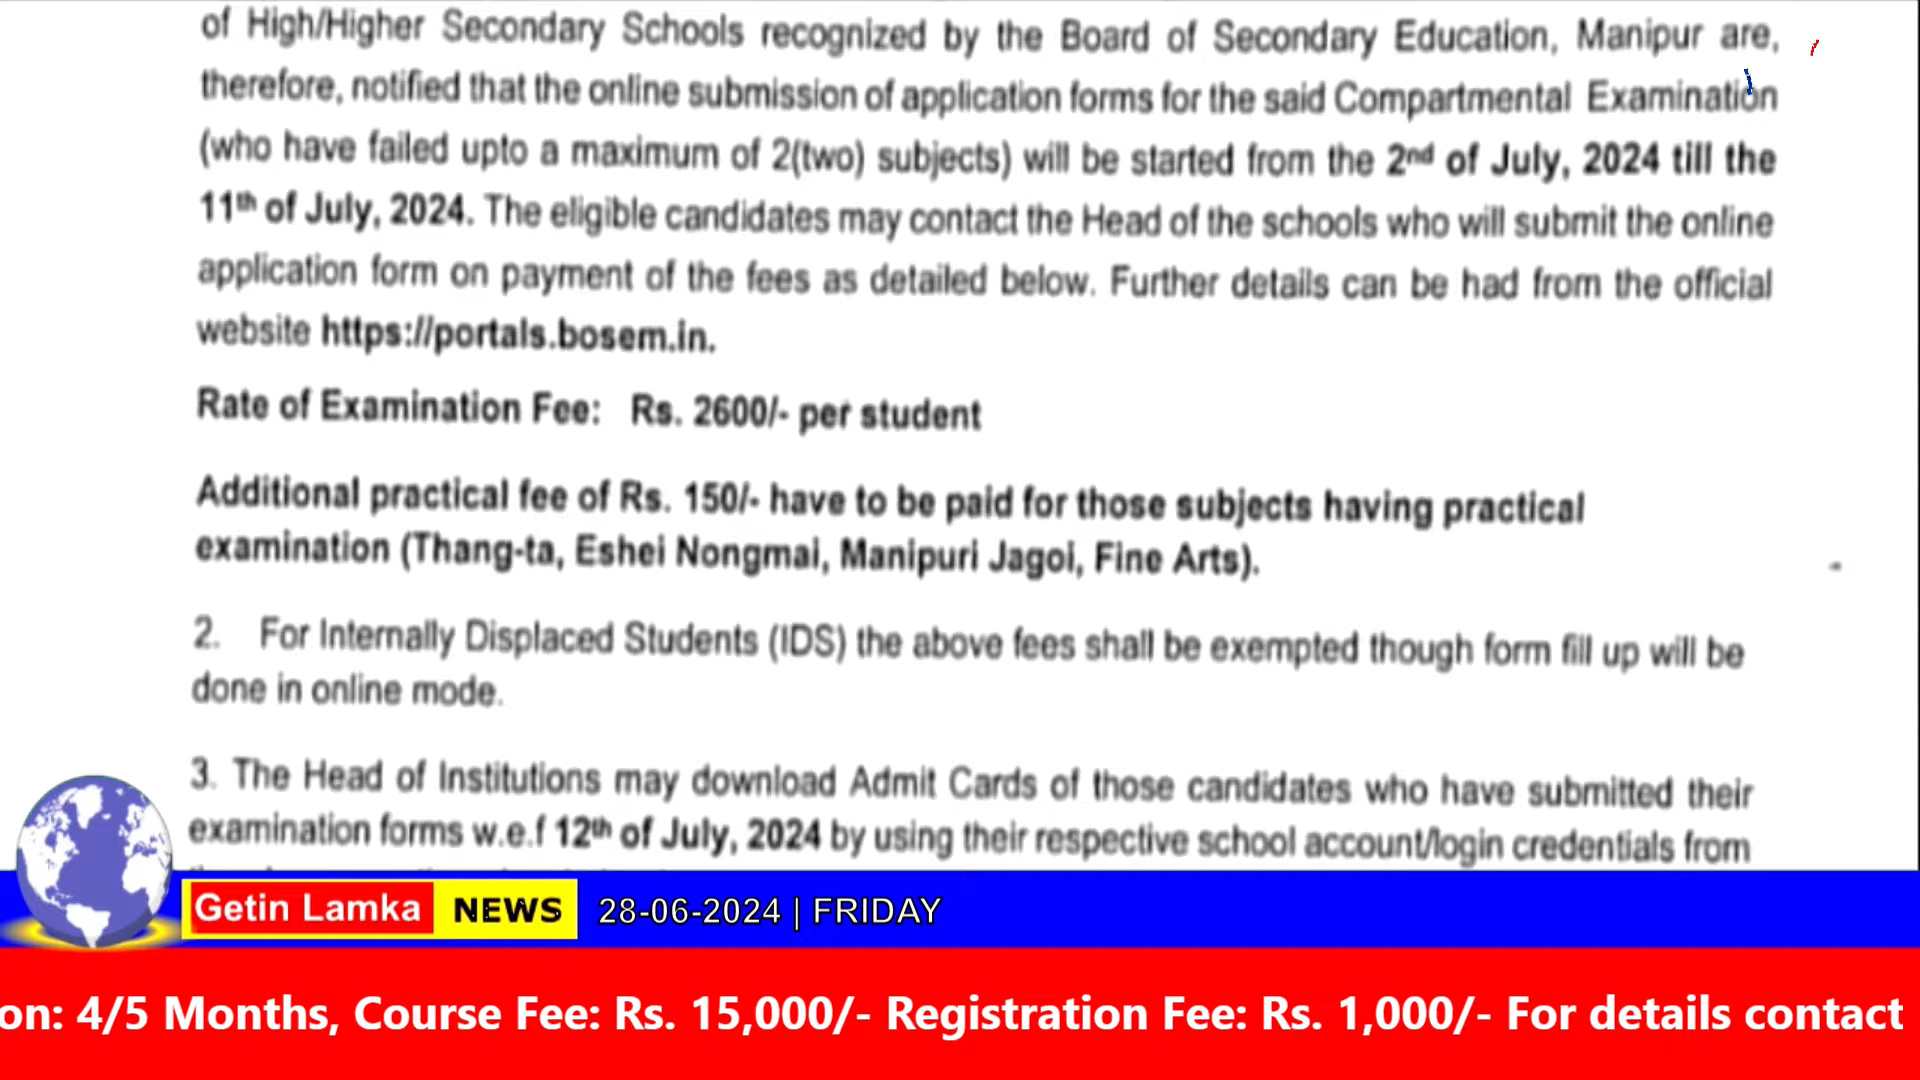 of High/Higher Secondary Schools recognized by the Board of Secondary Education, Manipur are,
therefore, notified that the online submission of application forms for the said Compartmental Examination
(who have failed upto a maximum of 2(two) subjects) will be started from the 2nd of July, 2024 till the
11th of July, 2024. The eligible candidates may contact the Head of the schools who will submit the online
application form on payment of the fees as detailed below. Further details can be had from the official
website https://portals.bosem.in.
Rate of Examination Fee: Rs. 2600/- per student
Additional practical fee of Rs. 150/- have to be paid for those subjects having practical
examination (Thang-ta, Eshei Nongmai, Manipuri Jagoi, Fine Arts).
2. For Internally Displaced Students (IDS) the above fees shall be exempted though form fill up will be
done in online mode.
3. The Head of Institutions may download Admit Cards of those candidates who have submitted their
examination forms w.e.f 12th of July, 2024 by using their respective school account/login credentials from
Getin Lamka NEWS 28-06-2024 | FRIDAY
on: 4/5 Months, Course Fee: Rs. 15,000/- Registration Fee: Rs. 1,000/- For details contact